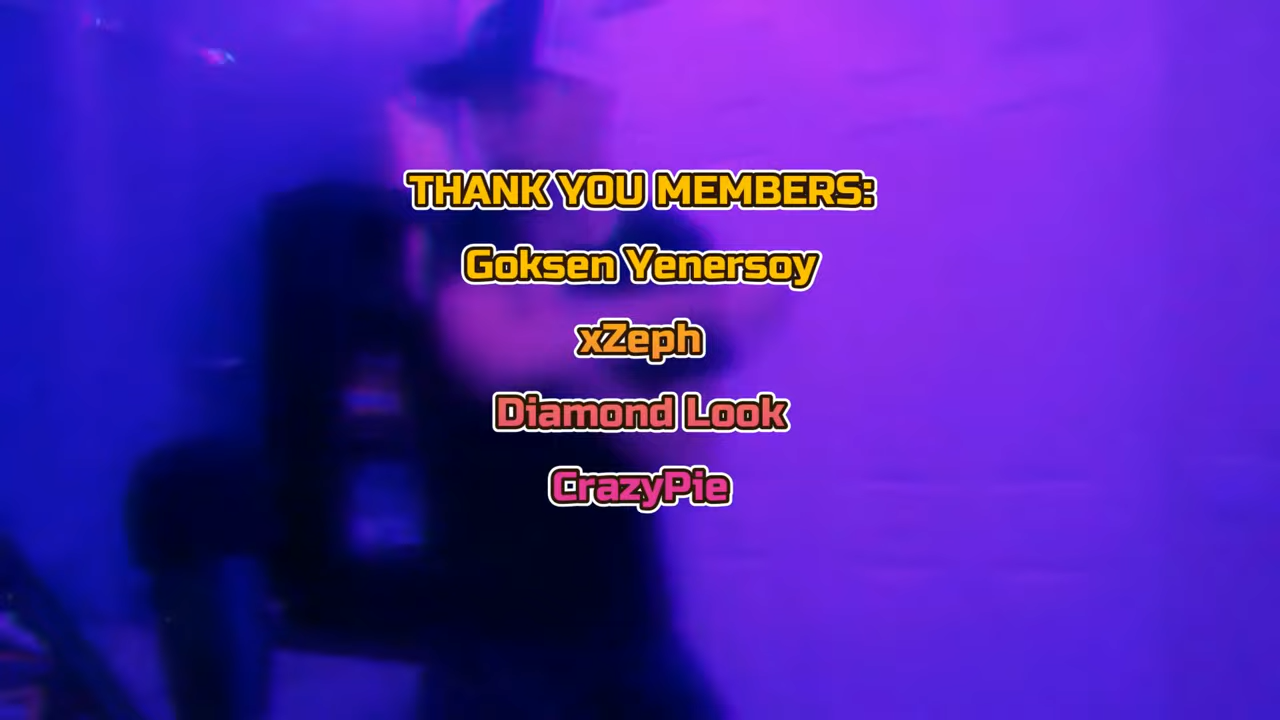 THANK YOU MEMBERS:
Goksen Yenersoy
xZeph
Diamond Look
CrazyPie